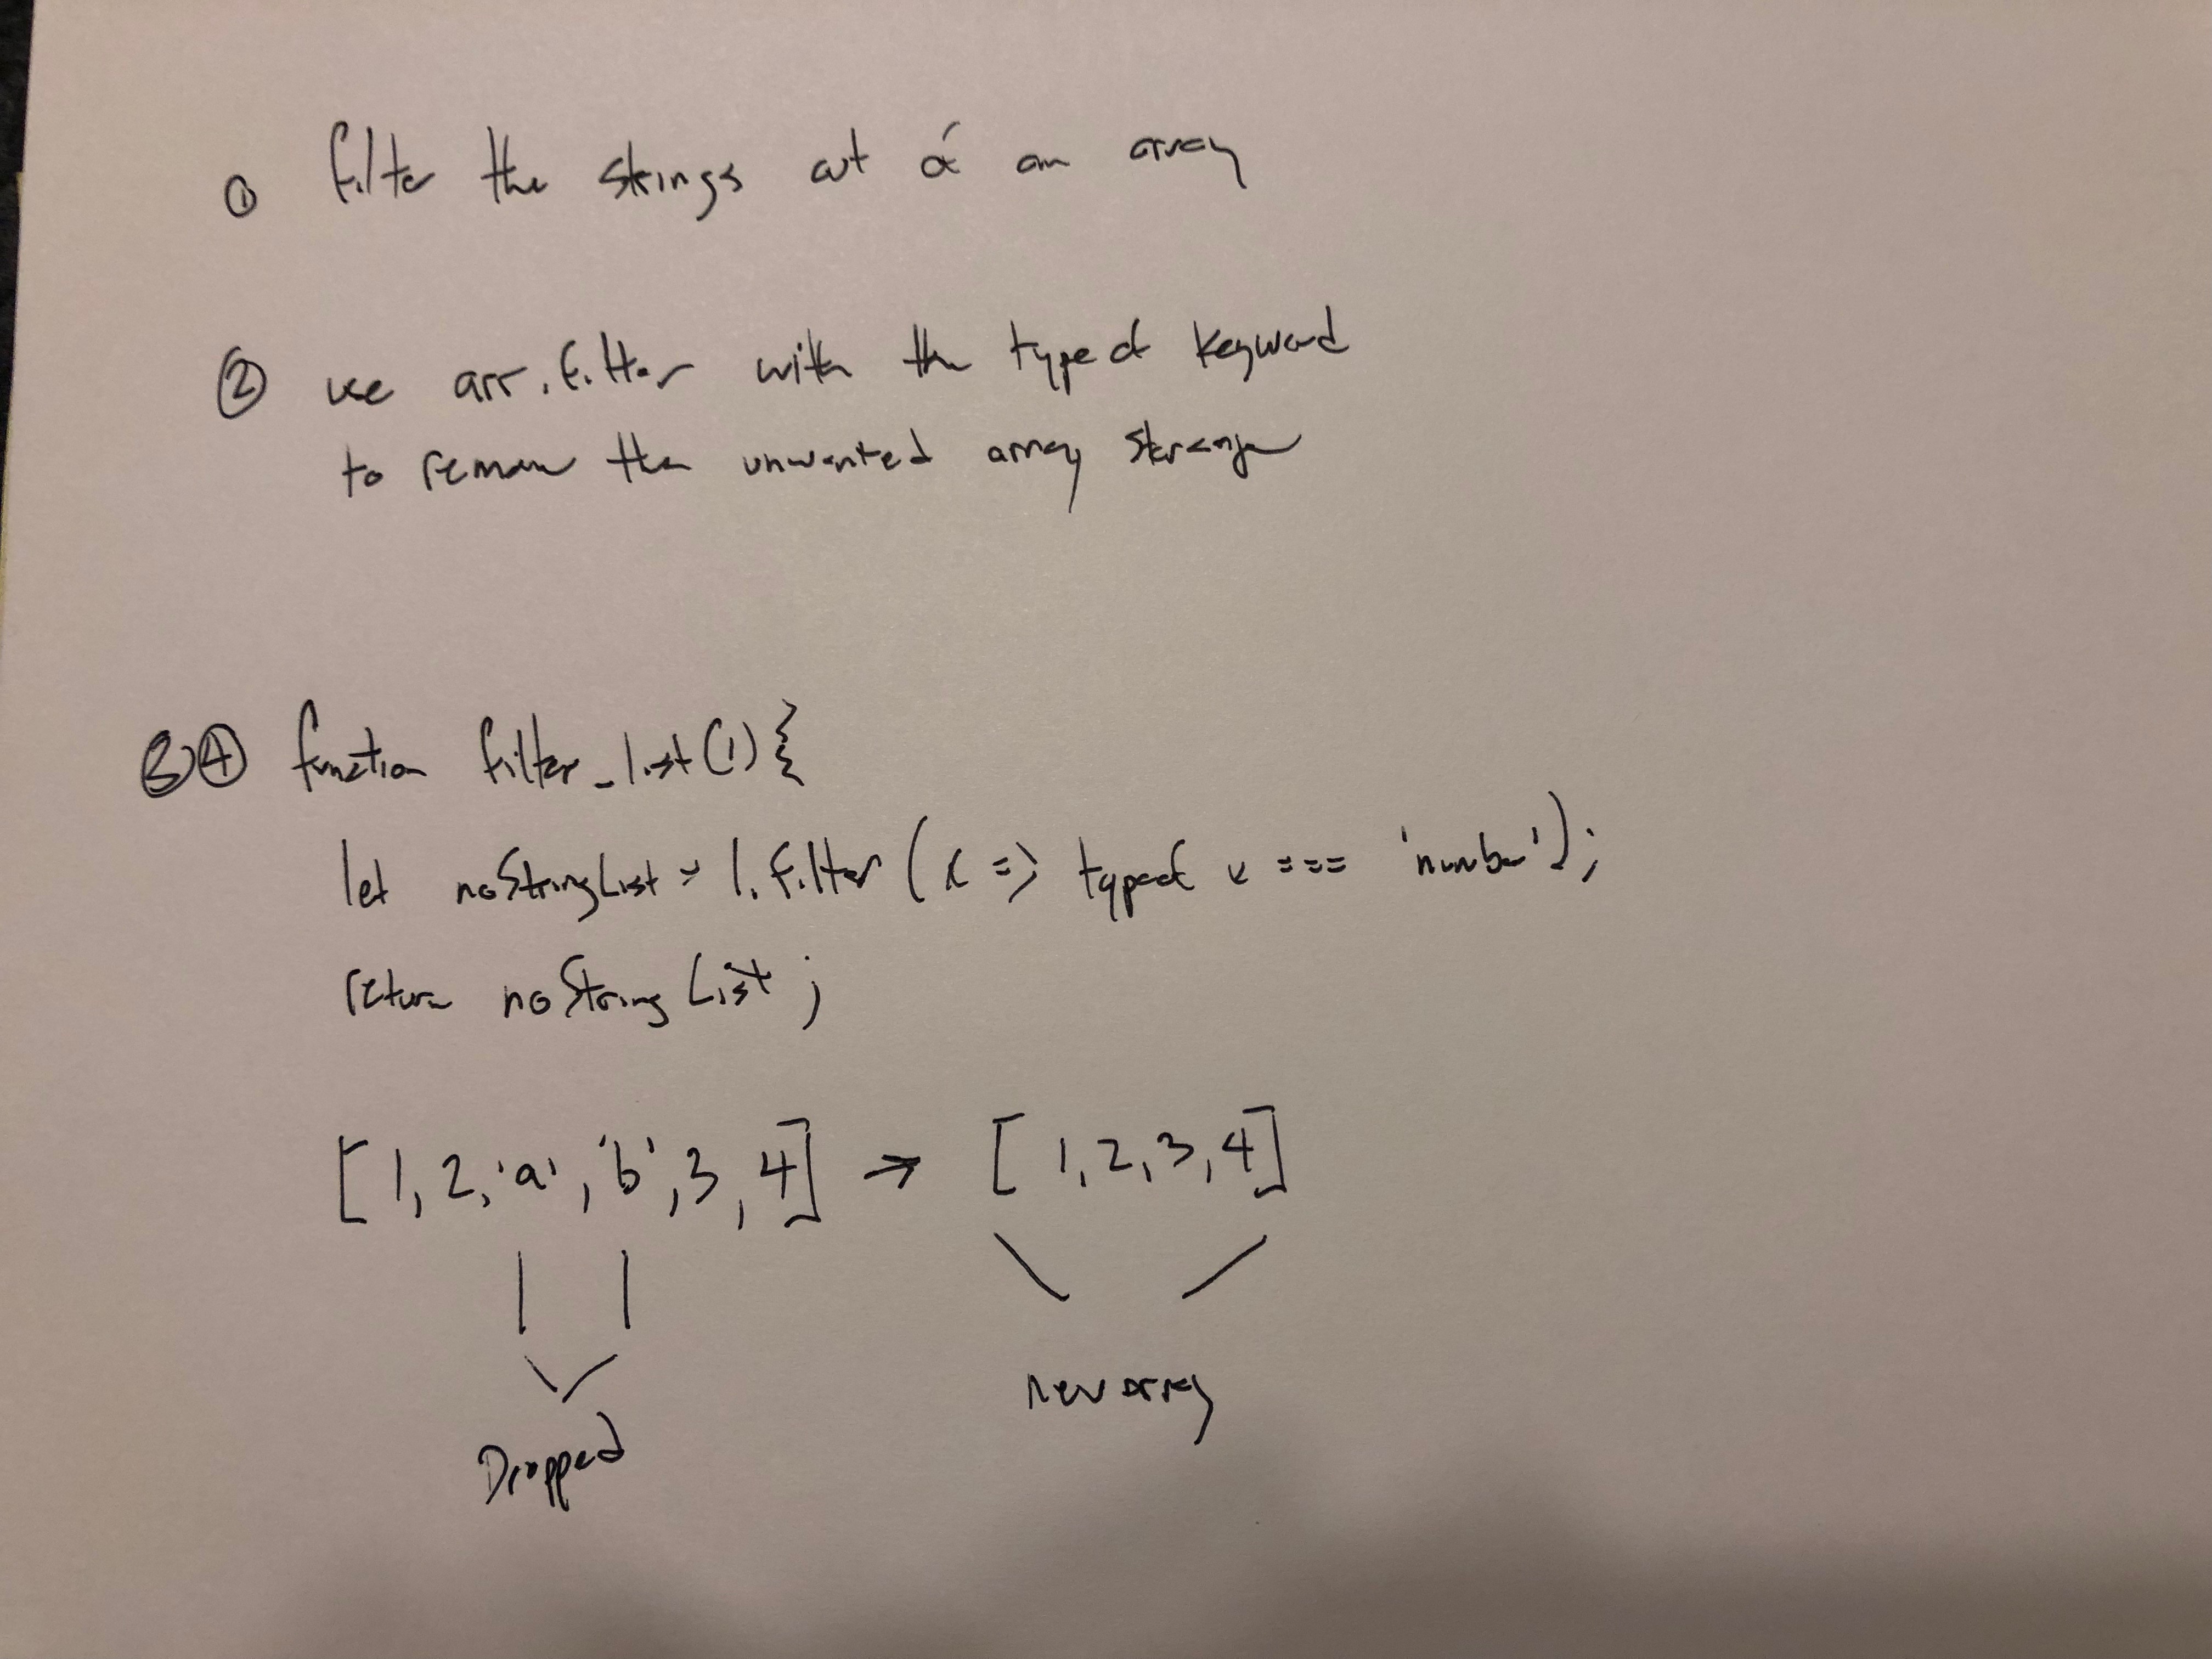 ① filter the strings out of an array
② use arr.filter with the typeof keyword
to remove the unwanted array
③④ function filter_list(l){
let noStringList = l.filter(x => typeof x === 'number');
return noStringList;
[1, 2, 'a', 'b', 3, 4] → [1, 2, 3, 4]
Dropped
new array